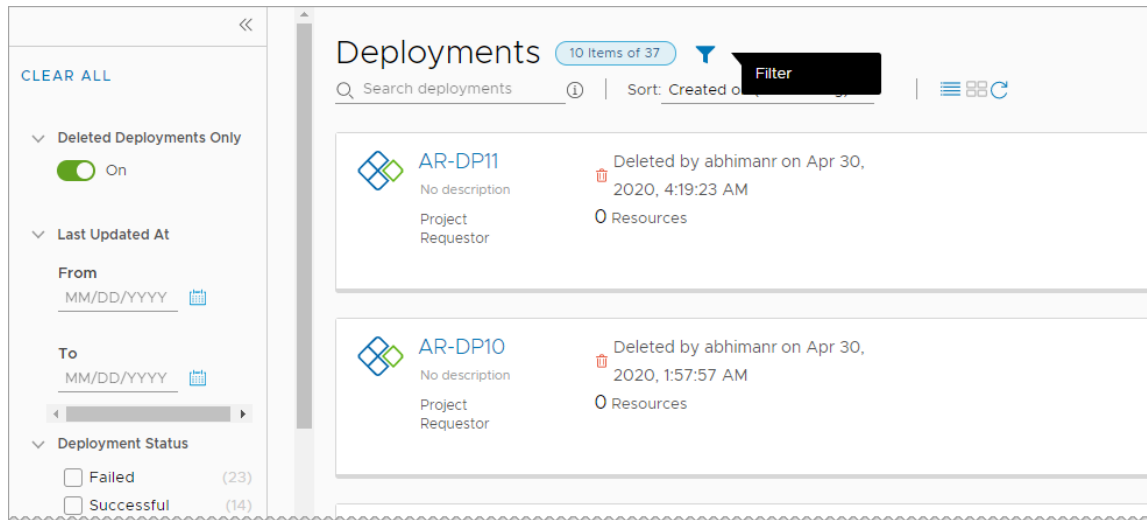 CLEAR ALL
Deleted Deployments Only
On
Last Updated At
From
MM/DD/YYYY
To
MM/DD/YYYY
Deployment Status
Failed (23)
Successful (14)
Deployments 10 Items of 37
Filter
Search deployments Sort: Created
AR-DP11
No description
Project
Requestor
Deleted by abhimanr on Apr 30,
2020, 4:19:23 AM
0 Resources
AR-DP10
No description
Project
Requestor
Deleted by abhimanr on Apr 30,
2020, 1:57:57 AM
0 Resources